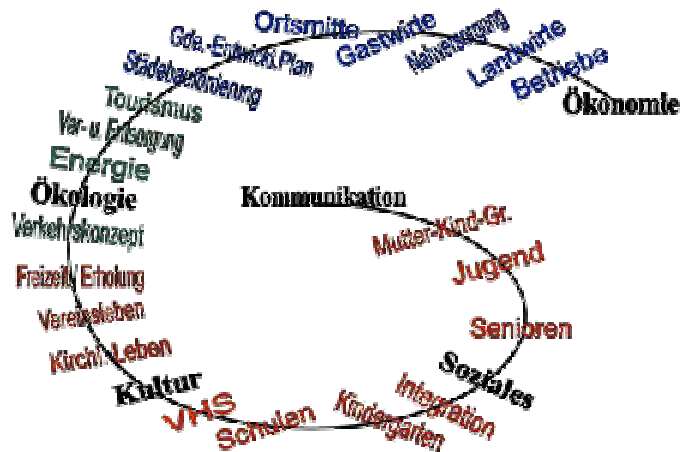 Kommunikation
Mutter-Kind-Gr.
Jugend
Senioren
Soziales
Integration
Kindergarten
Schulen
VHS
Kultur
Kirchl. Leben
Vereinsleben
Freizeit / Erholung
Verkehrskonzept
Ökologie
Energie
Ver- u. Entsorgung
Tourismus
Städebauförderung
Gde.-Entwickl.Plan
Ortsmitte
Gastwirte
Nahversorgung
Landwirte
Betriebe
Ökonomie